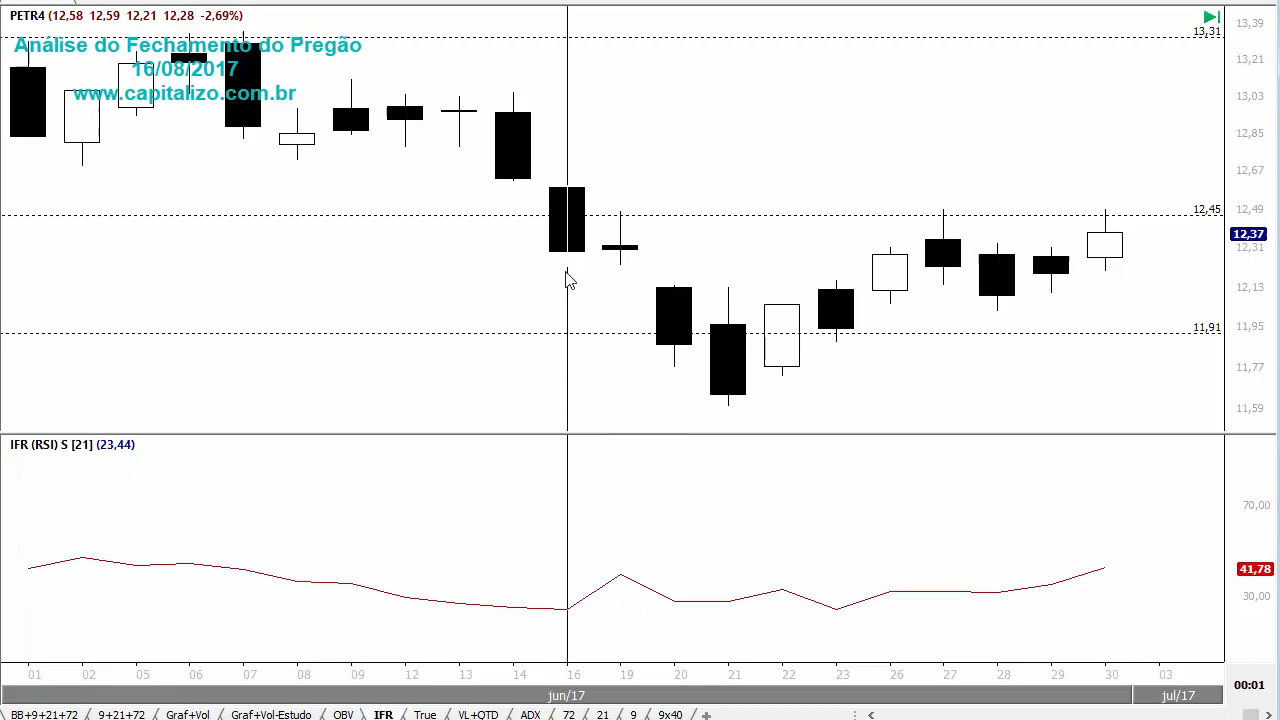 PETR4 (12,58 12,59 12,21 12,28 -2,69%)
Análise do Fechamento do Pregão
16/08/2017
www.capitalizo.com.br
13,31
12,45
11,91
13,39
13,21
13,03
12,85
12,67
12,49
12,37
12,31
12,13
11,95
11,77
11,59
IFR (RSI) S [21] (23,44)
70,00
41,78
30,00
01 02 05 06 07 08 09 12 13 14 16 19 20 21 22 23 26 27 28 29 30 03
jun/17 jul/17
00:01
BB+9+21+72 9+21+72 Graf+Vol Graf+Vol-Estudo OBV IFR True VL+QTD ADX 72 21 9 9x40